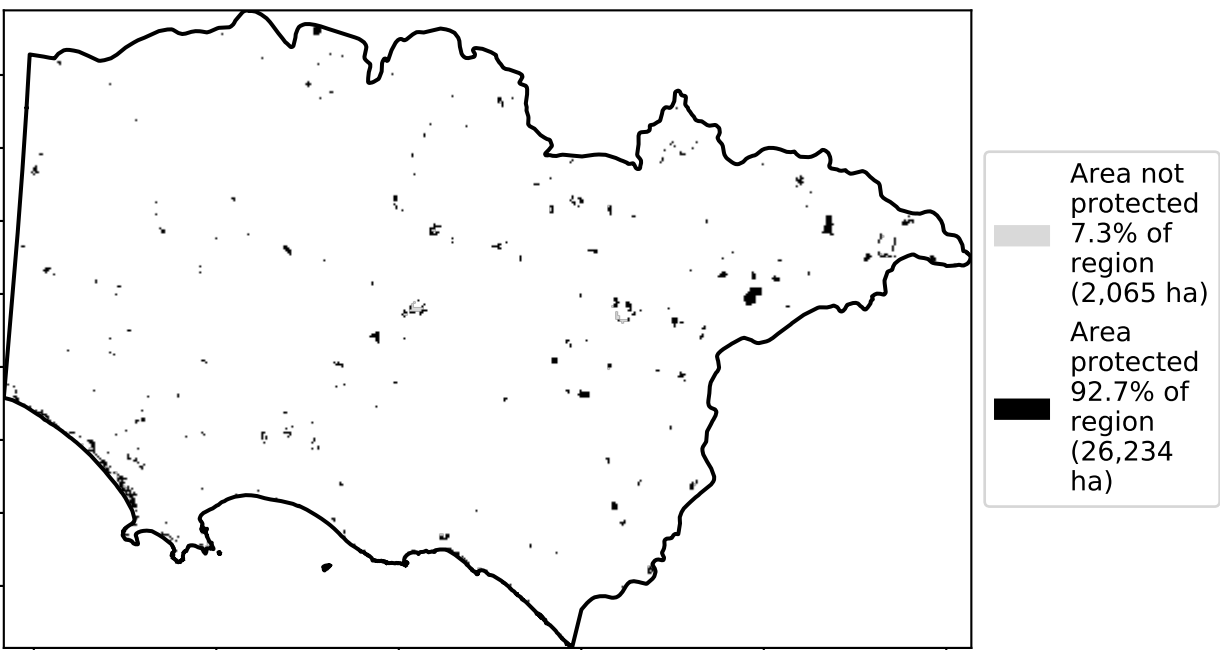 Area not
protected
7.3% of
region
(2,065 ha)
Area
protected
92.7% of
region
(26,234
ha)